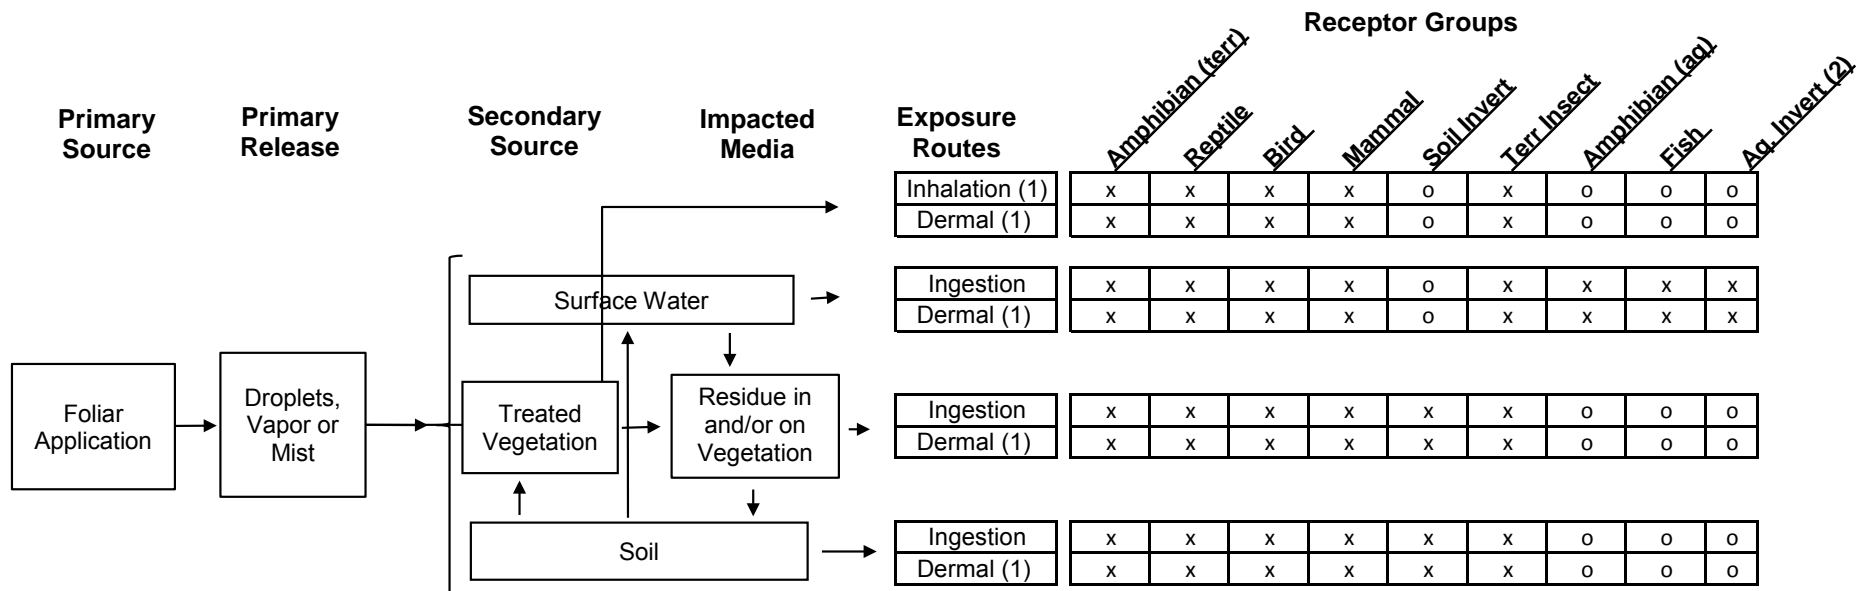 Receptor Groups
Primary
Source
Primary
Release
Secondary
Source
Impacted
Media
Exposure
Routes
Amphibian (terr)
Reptile
Bird
Mammal
Soil Invert
Terr Insect
Amphibian (aq)
Fish
Aq. Invert (2)
Inhalation (1) x x x x o x o o o
Dermal (1) x x x x o x o o o
Surface Water
Ingestion x x x x o x x x x
Dermal (1) x x x x o x x x x
Foliar
Application
Droplets,
Vapor or
Mist
Treated
Vegetation
Residue in
and/or on
Vegetation
Ingestion x x x x x x o o o
Dermal (1) x x x x x x o o o
Soil
Ingestion x x x x x x o o o
Dermal (1) x x x x x x o o o